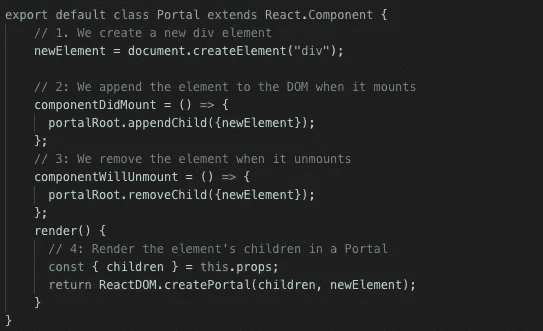 export default class Portal extends React.Component {
// 1. We create a new div element
newElement = document.createElement("div");
// 2: We append the element to the DOM when it mounts
componentDidMount = () => {
portalRoot.appendChild({newElement});
};
// 3: We remove the element when it unmounts
componentWillUnmount = () => {
portalRoot.removeChild({newElement});
};
render() {
// 4: Render the element's children in a Portal
const { children } = this.props;
return ReactDOM.createPortal(children, newElement);
}
}